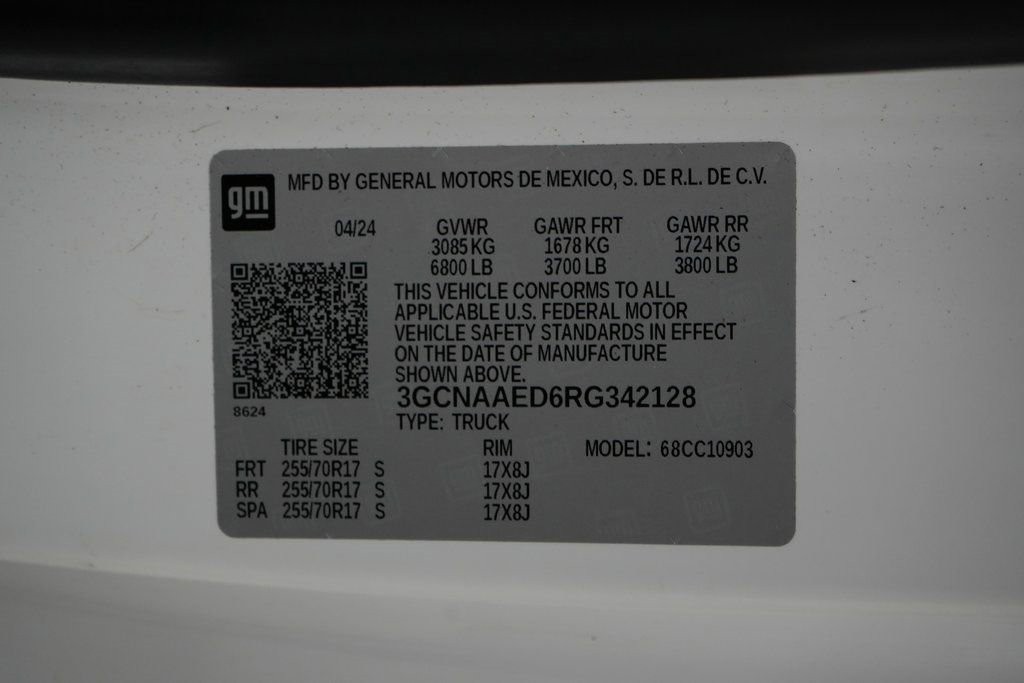 gm MFD BY GENERAL MOTORS DE MEXICO, S. DE R.L. DE C.V.
04/24 GVWR GAWR FRT GAWR RR
3085 KG 1678 KG 1724 KG
6800 LB 3700 LB 3800 LB
THIS VEHICLE CONFORMS TO ALL
APPLICABLE U.S. FEDERAL MOTOR
VEHICLE SAFETY STANDARDS IN EFFECT
ON THE DATE OF MANUFACTURE
SHOWN ABOVE.
3GCNAAED6RG342128
8624
TYPE: TRUCK
TIRE SIZE RIM MODEL: 68CC10903
FRT 255/70R17 S 17X8J
RR 255/70R17 S 17X8J
SPA 255/70R17 S 17X8J